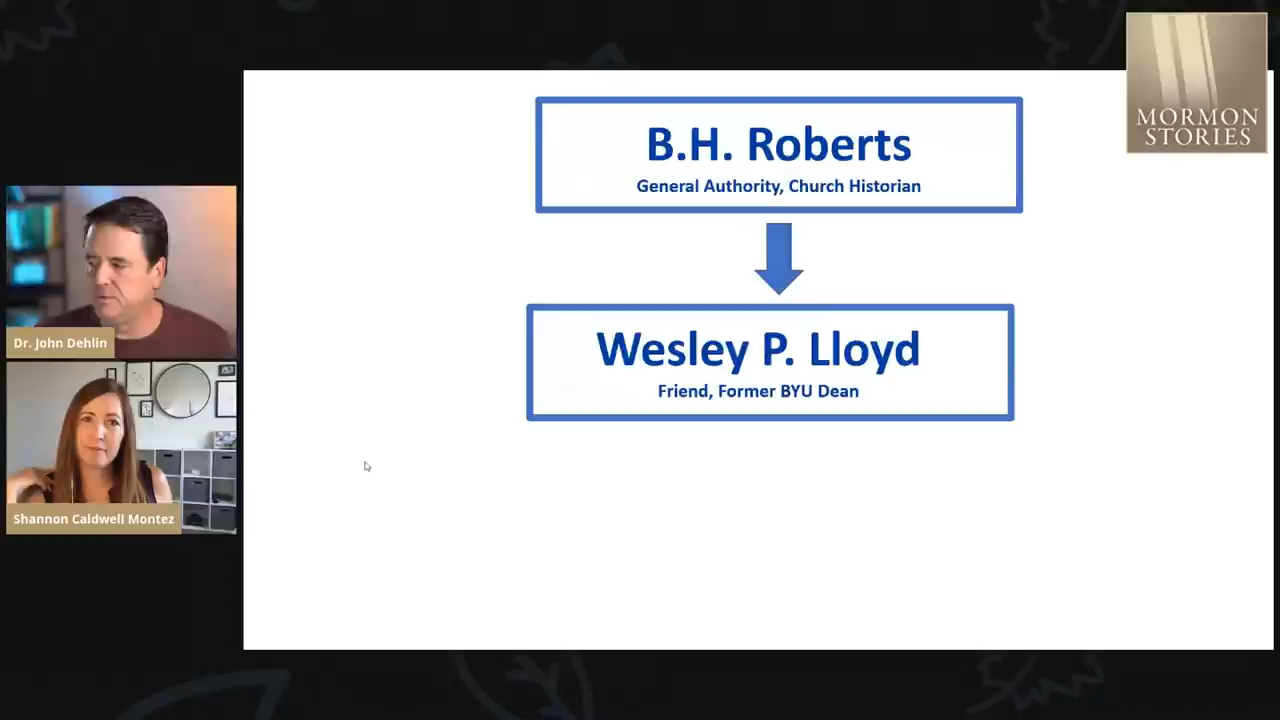 MORMON
STORIES
B.H. Roberts
General Authority, Church Historian
Wesley P. Lloyd
Friend, Former BYU Dean
Dr. John Dehlin
Shannon Caldwell Montez